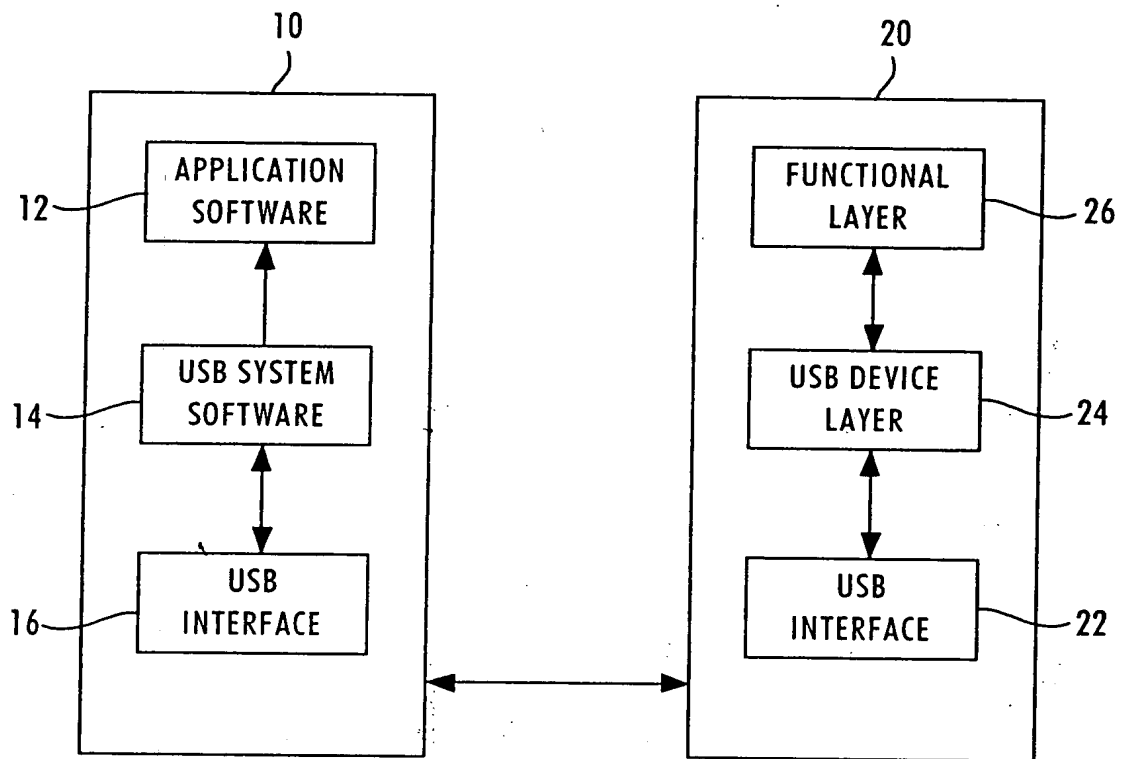 10
20
APPLICATION
SOFTWARE
12
FUNCTIONAL
LAYER
26
USB SYSTEM
SOFTWARE
14
USB DEVICE
LAYER
24
USB
INTERFACE
16
USB
INTERFACE
22